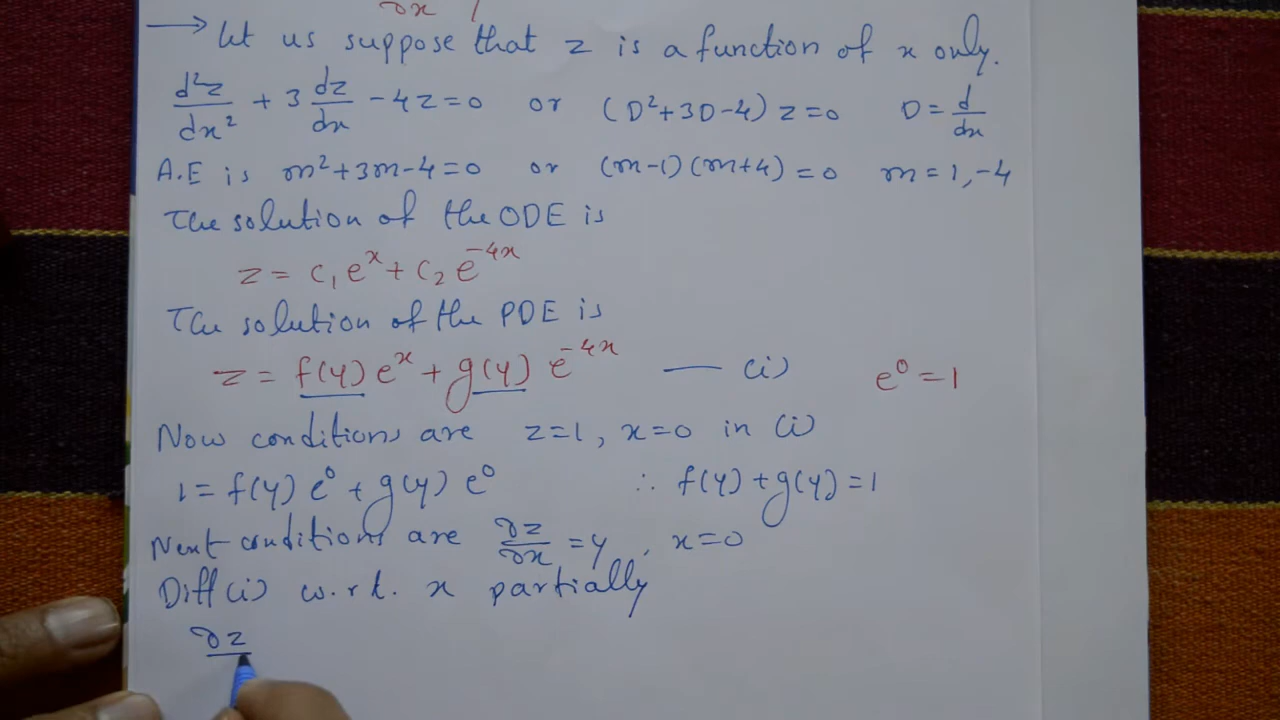 ∂x
→ Let us suppose that z is a function of x only.
d²z/dx² + 3 dz/dx - 4z = 0 or (D²+3D-4) z = 0 D = d/dx
A.E is m²+3m-4=0 or (m-1)(m+4) = 0 m = 1, -4
The solution of the ODE is
z = c₁eˣ + c₂e⁻⁴ˣ
The solution of the PDE is
z = f(y) eˣ + g(y) e⁻⁴ˣ — (i) e⁰ = 1
Now conditions are z=1, x=0 in (i)
1 = f(y) e⁰ + g(y) e⁰ ∴ f(y) + g(y) = 1
Next conditions are ∂z/∂x = y, x=0
Diff (i) w.r.t. x partially
∂z